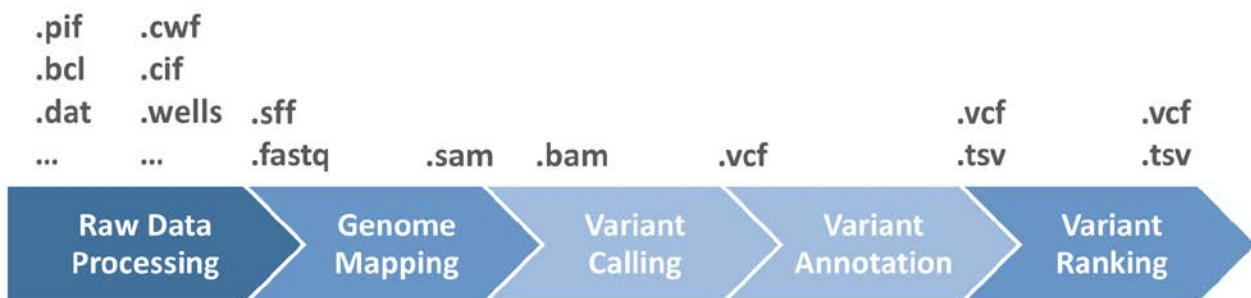 .pif .cwf
.bcl .cif
.dat .wells .sff .vcf .vcf
... ... .fastq .sam .bam .vcf .tsv .tsv
Raw Data Genome Variant Variant Variant
Processing Mapping Calling Annotation Ranking